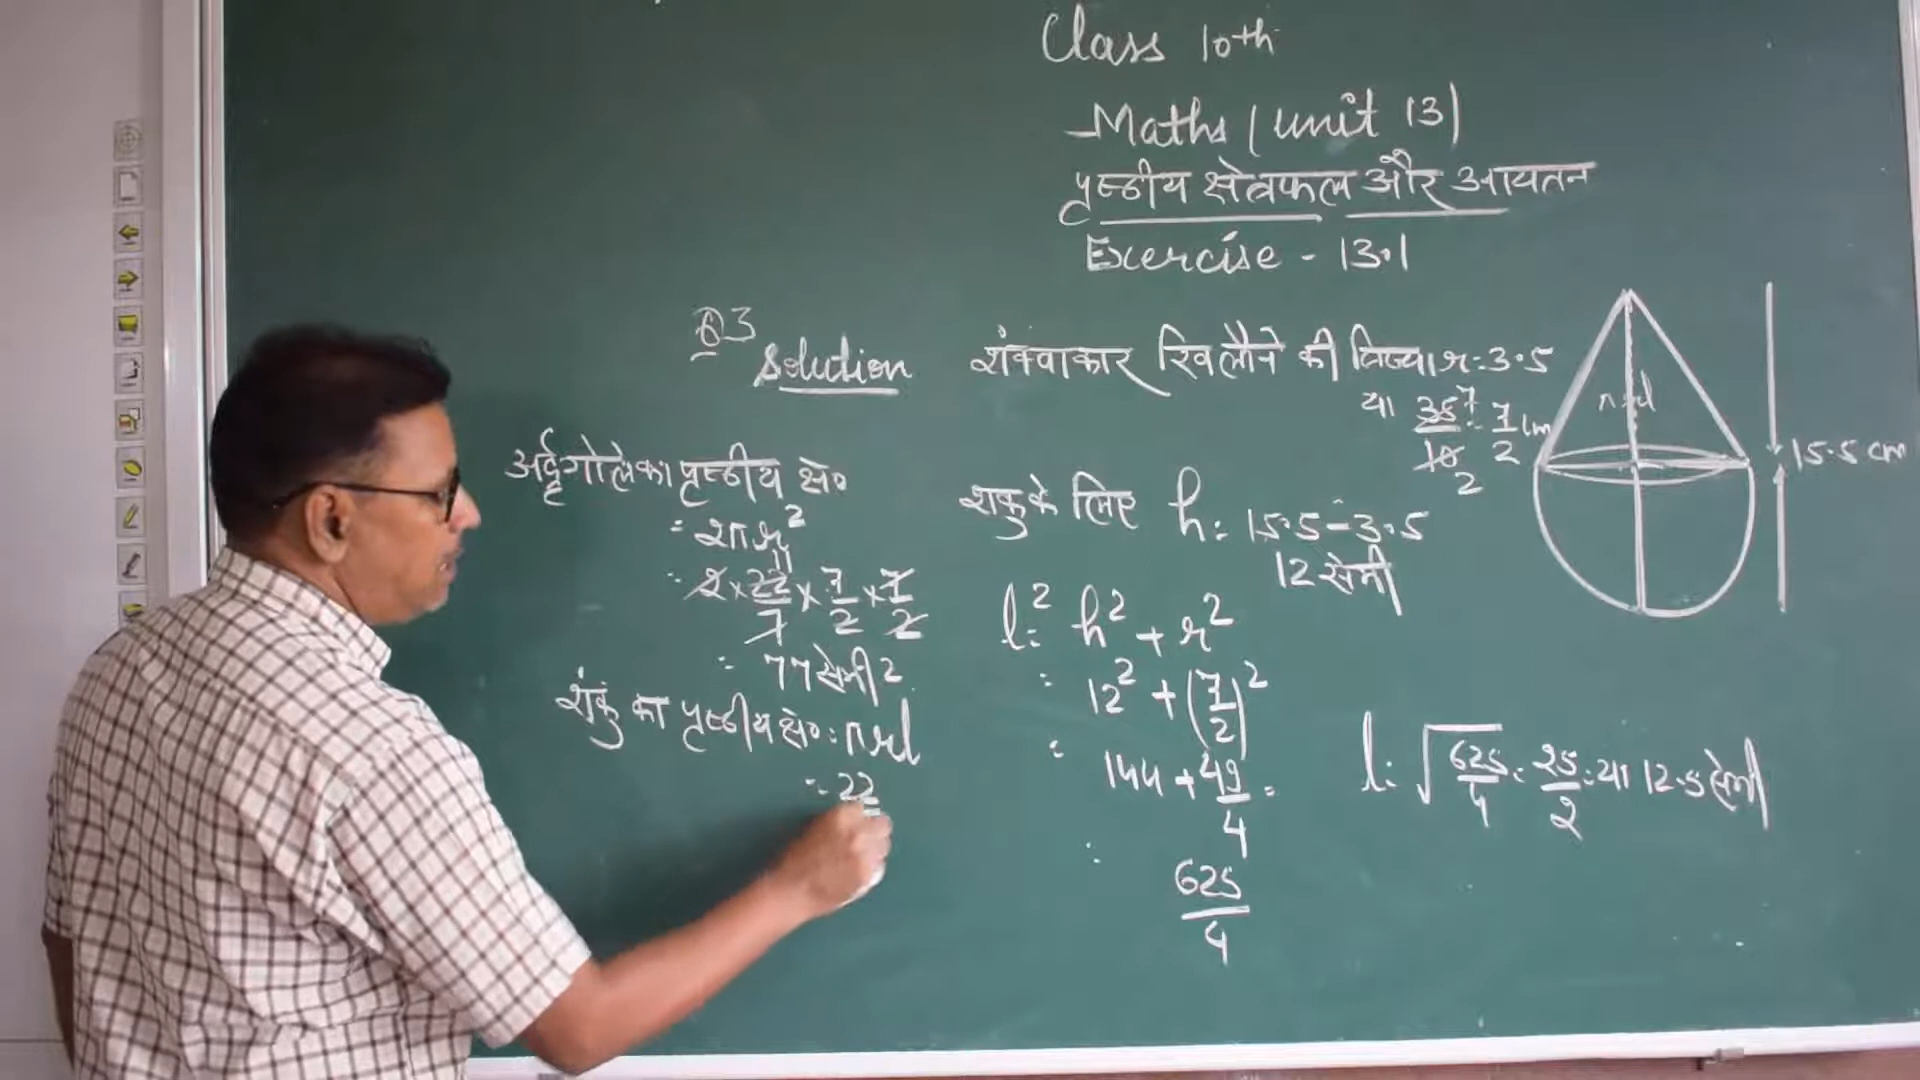 Class 10th
Maths (unit 13)
पृष्ठीय क्षेत्रफल और आयतन
Exercise - 13.1
Q3
Solution
शंक्वाकार खिलौने की त्रिज्या r = 3.5
या 35/10 = 7/2 cm
πrl
15.5 cm
अर्द्धगोले का पृष्ठीय क्षे०
= 2πr²
= 2 × 22/7 × 7/2 × 7/2
11
= 77 सेमी²
शंकु का पृष्ठीय क्षे० = πrl
= 22
शंकु के लिए h = 15.5 - 3.5
12 सेमी
l² = h² + r²
= 12² + (7/2)²
= 144 + 49/4 =
= 625/4
l = √625/4 = 25/2 = या 12.5 सेमी